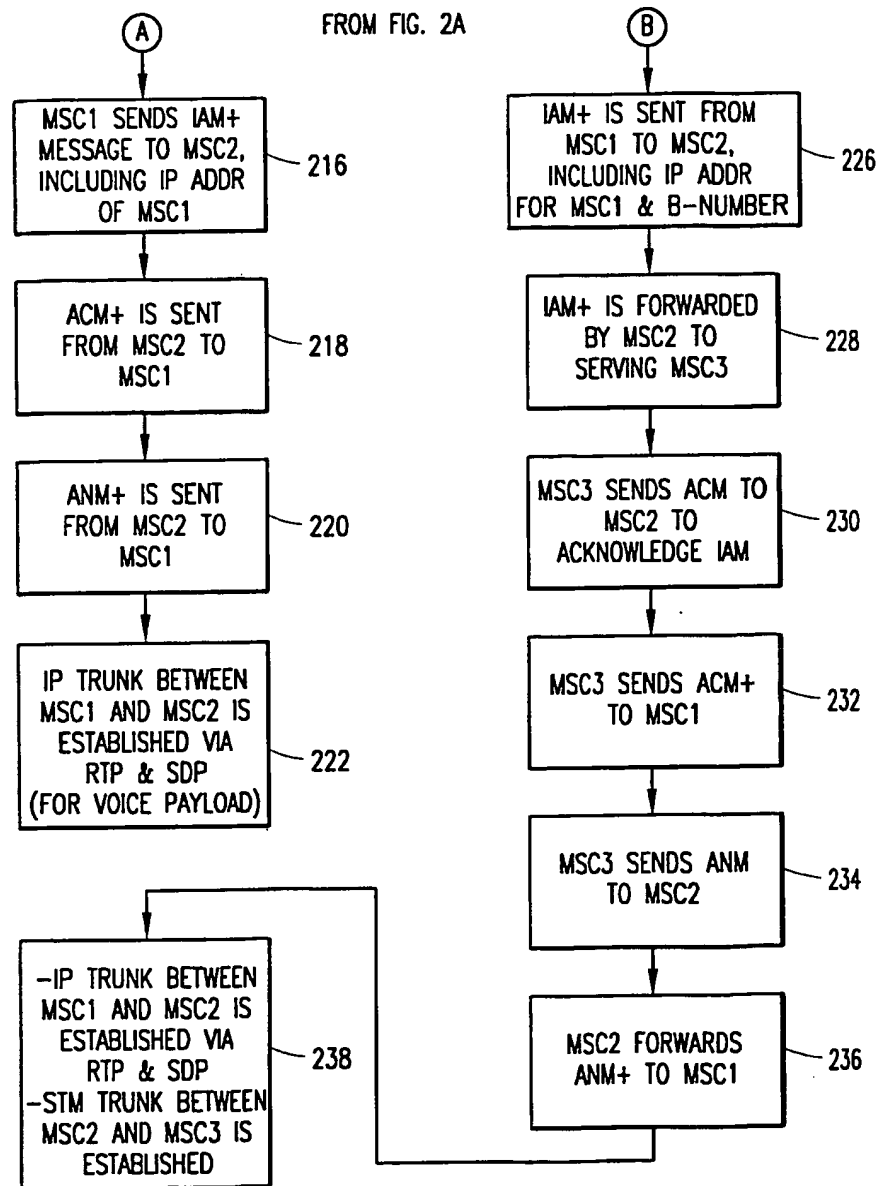 FROM FIG. 2A
A
MSC1 SENDS IAM+
MESSAGE TO MSC2,
INCLUDING IP ADDR
OF MSC1
216
ACM+ IS SENT
FROM MSC2 TO
MSC1
218
ANM+ IS SENT
FROM MSC2 TO
MSC1
220
IP TRUNK BETWEEN
MSC1 AND MSC2 IS
ESTABLISHED VIA
RTP & SDP
(FOR VOICE PAYLOAD)
222
B
IAM+ IS SENT FROM
MSC1 TO MSC2,
INCLUDING IP ADDR
FOR MSC1 & B-NUMBER
226
IAM+ IS FORWARDED
BY MSC2 TO
SERVING MSC3
228
MSC3 SENDS ACM TO
MSC2 TO
ACKNOWLEDGE IAM
230
MSC3 SENDS ACM+
TO MSC1
232
MSC3 SENDS ANM
TO MSC2
234
MSC2 FORWARDS
ANM+ TO MSC1
236
-IP TRUNK BETWEEN
MSC1 AND MSC2 IS
ESTABLISHED VIA
RTP & SDP
-STM TRUNK BETWEEN
MSC2 AND MSC3 IS
ESTABLISHED
238